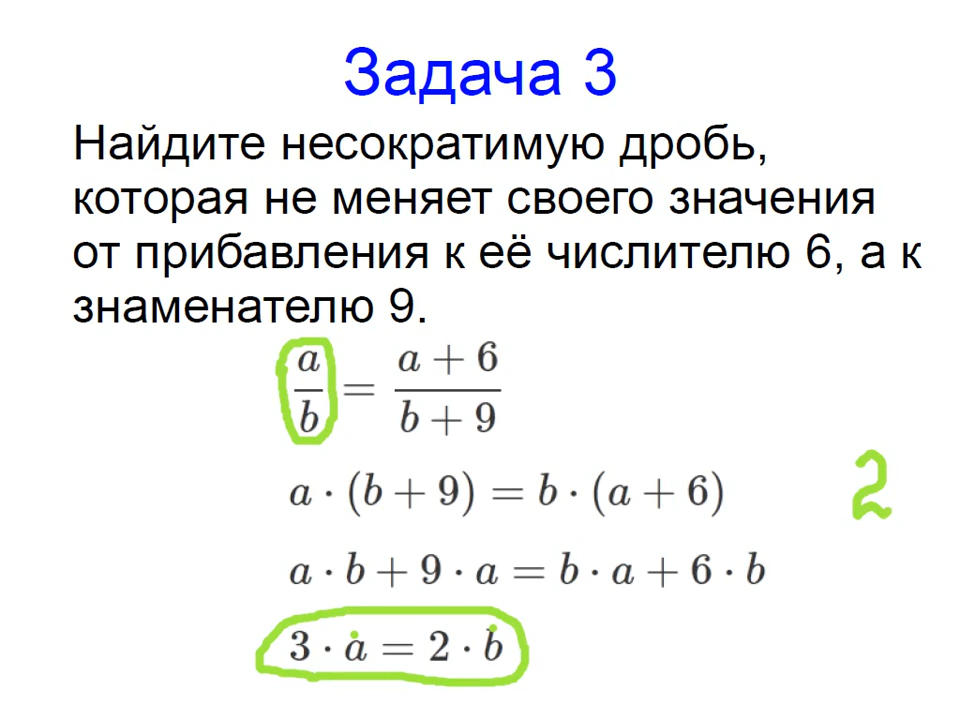 Задача 3
Найдите несократимую дробь,
которая не меняет своего значения
от прибавления к её числителю 6, а к
знаменателю 9.
a/b = (a + 6)/(b + 9)
a · (b + 9) = b · (a + 6)
2
a · b + 9 · a = b · a + 6 · b
3 · a = 2 · b